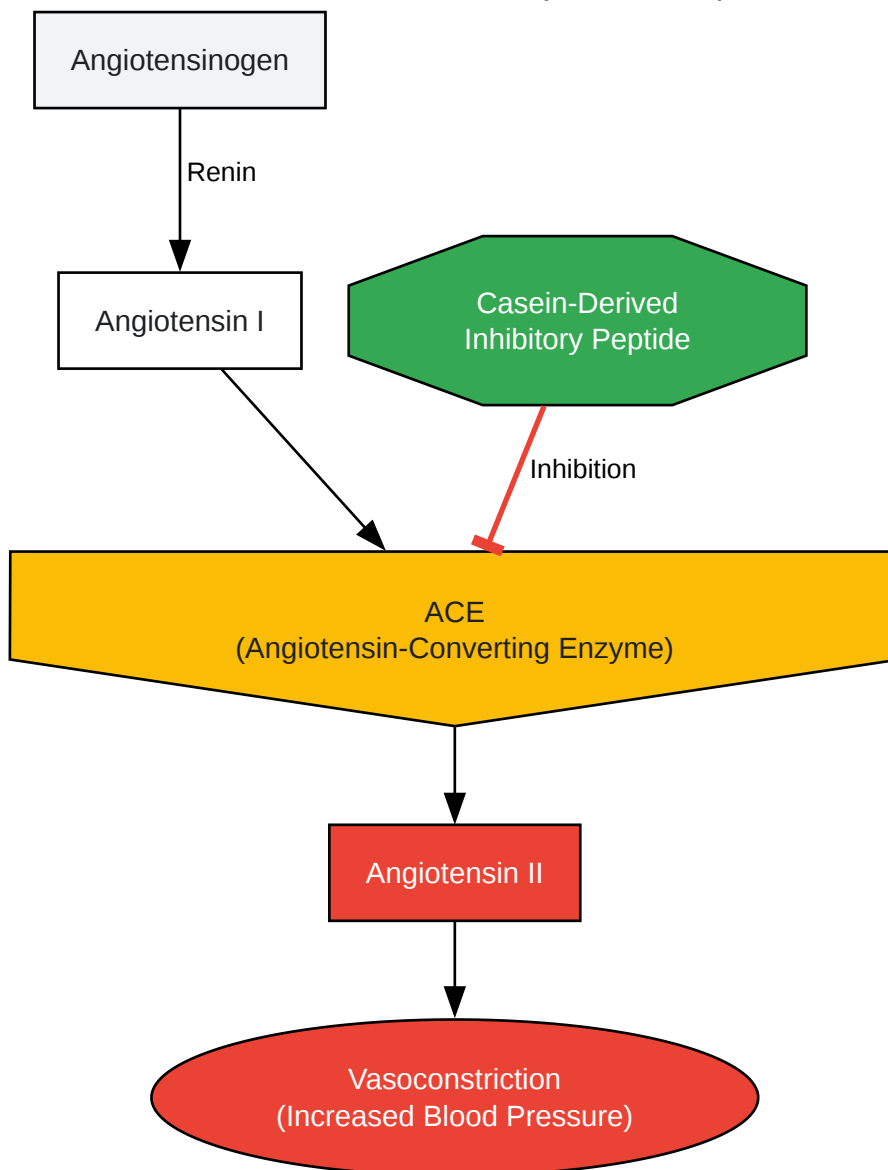 Angiotensinogen
Renin
Angiotensin I
Casein-Derived
Inhibitory Peptide
Inhibition
ACE
(Angiotensin-Converting Enzyme)
Angiotensin II
Vasoconstriction
(Increased Blood Pressure)